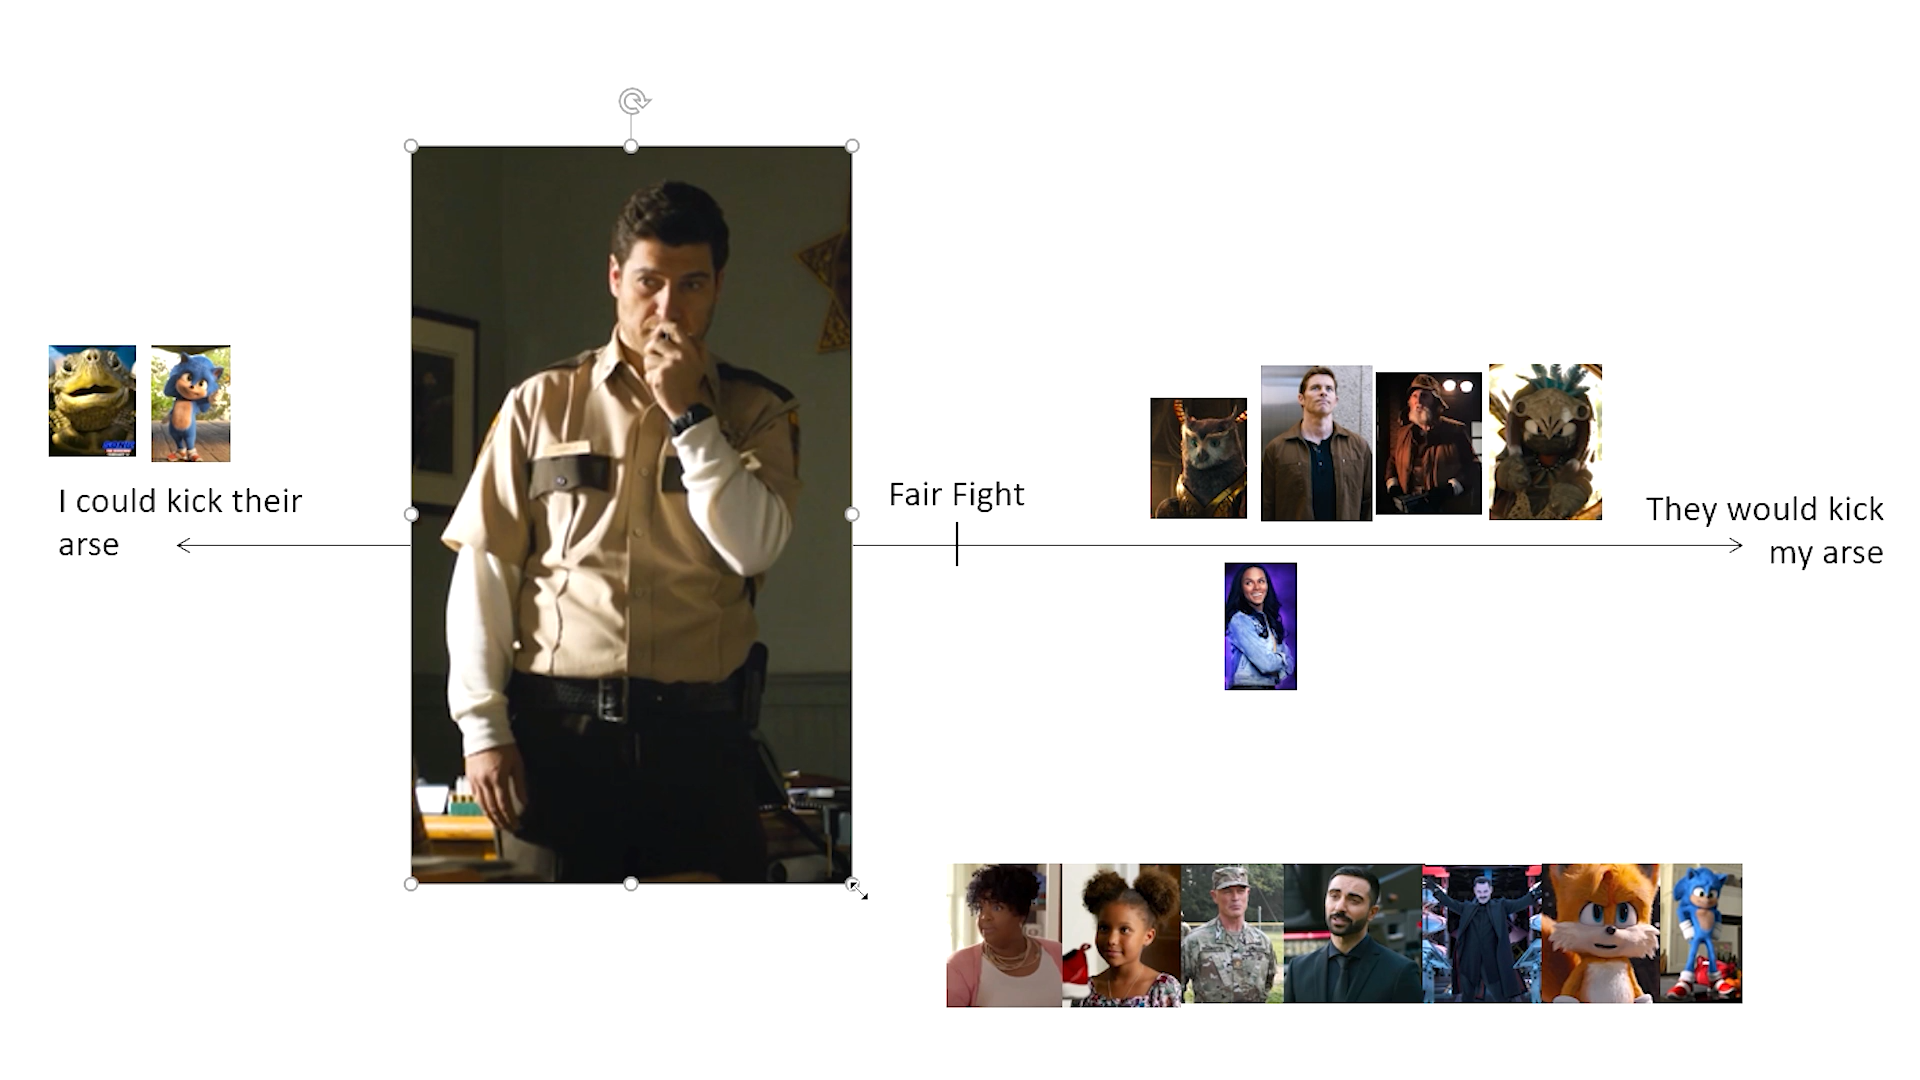 I could kick their
arse
Fair Fight
They would kick
my arse